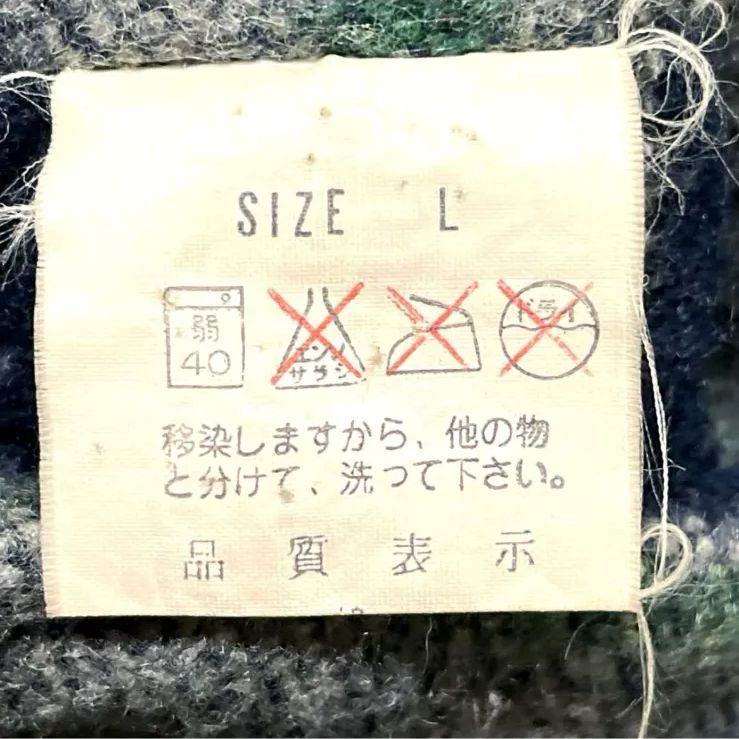 SIZE L
弱
40
エンソ
サラシ
ドライ
移染しますから、他の物
と分けて、洗って下さい。
品質表示